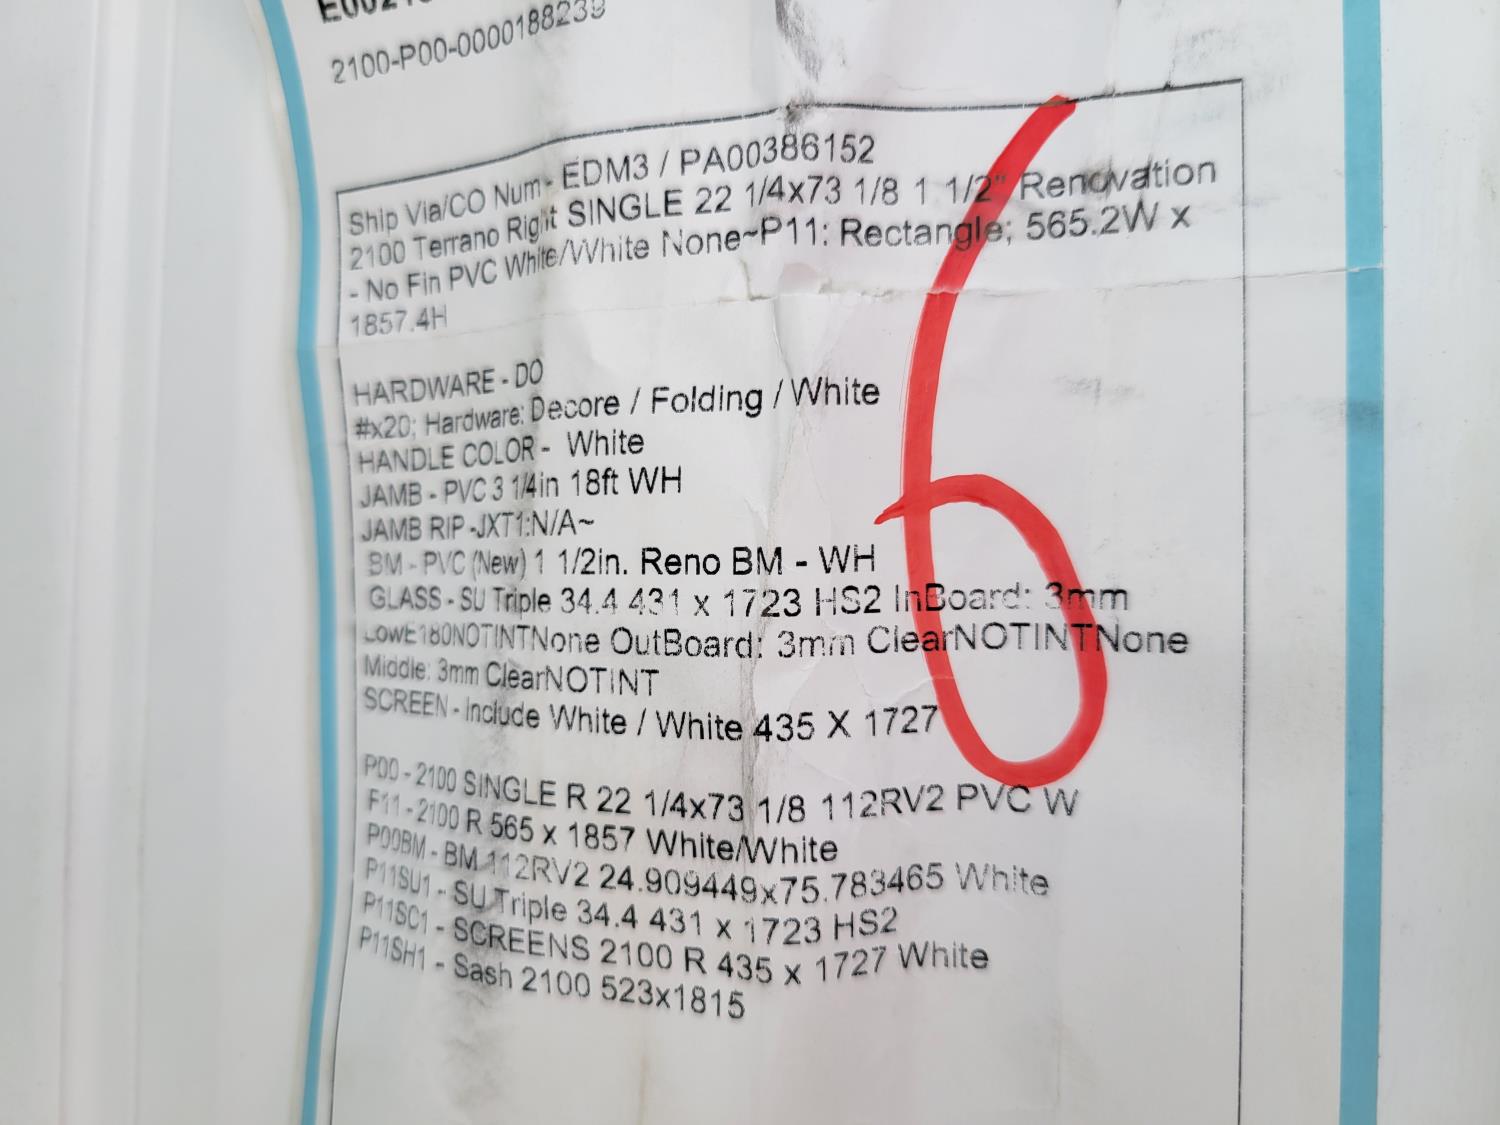 2100-P00-0000188239
Ship Via/CO Num- EDM3 / PA00386152
2100 Terrano Right SINGLE 22 1/4x73 1/8 1 1/2" Renovation
- No Fin PVC White/White None~P11: Rectangle; 565.2W x
1857.4H
HARDWARE - DO
#x20; Hardware: Decore / Folding / White
HANDLE COLOR - White
JAMB - PVC 3 1/4in 18ft WH
JAMB RIP -JXT1:N/A~
BM - PVC (New) 1 1/2in. Reno BM - WH
GLASS - SU Triple 34.4 431 x 1723 HS2 InBoard: 3mm
LowE180NOTINTNone OutBoard: 3mm ClearNOTINTNone
Middle: 3mm ClearNOTINT
SCREEN - include White / White 435 X 1727
P00 - 2100 SINGLE R 22 1/4x73 1/8 112RV2 PVC W
F11 - 2100 R 565 x 1857 White/White
P00BM - BM 112RV2 24.909449x75.783465 White
P11SU1 - SU Triple 34.4 431 x 1723 HS2
P11SC1 - SCREENS 2100 R 435 x 1727 White
P11SH1 - Sash 2100 523x1815
6